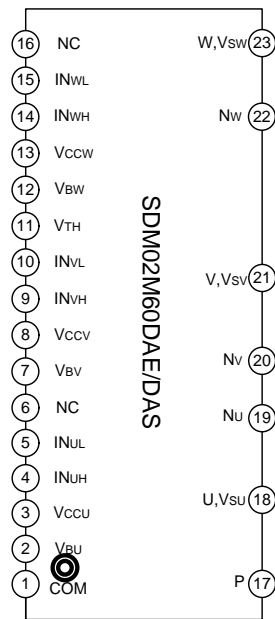 16 NC W,VSW 23
15 INWL
14 INWH NW 22
13 VCCW
12 VBW
11 VTH
10 INVL V,VSV 21
9 INVH
8 VCCV
7 VBV NV 20
6 NC NU 19
5 INUL
4 INUH
3 VCCU U,VSU 18
2 VBU
1 COM P 17
SDM02M60DAE/DAS